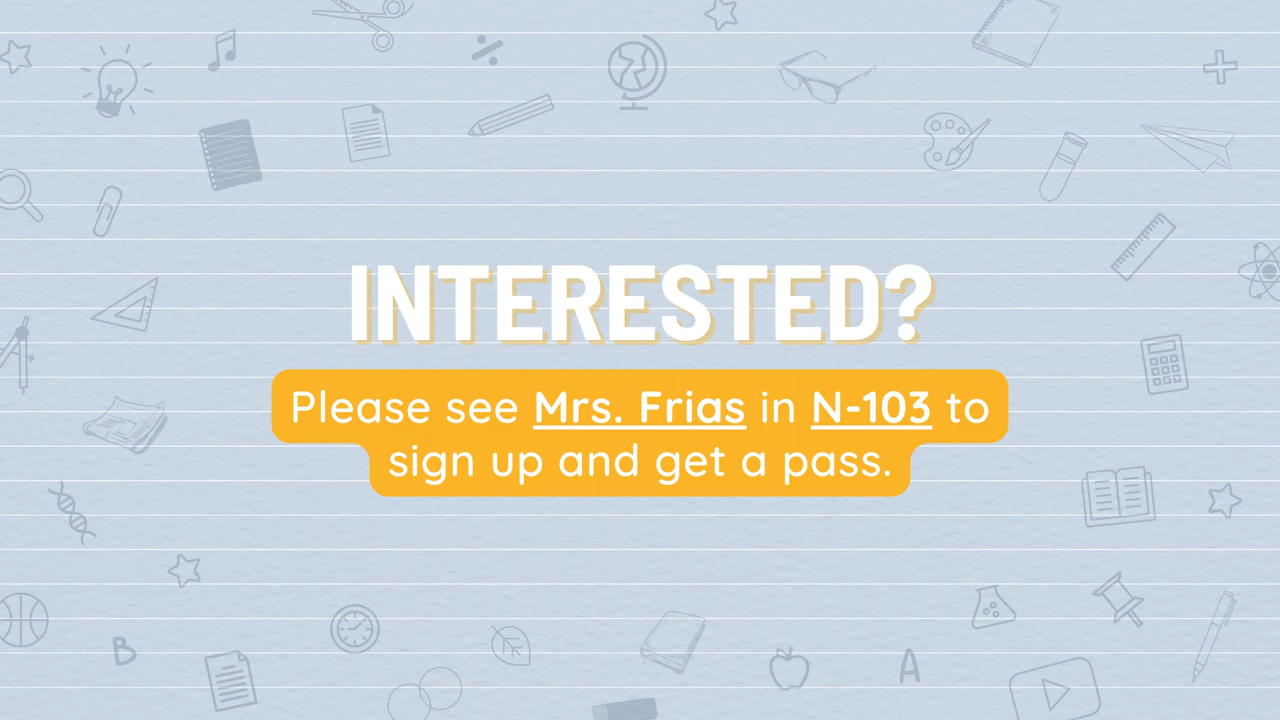 INTERESTED?
Please see Mrs. Frias in N-103 to
sign up and get a pass.
B
A